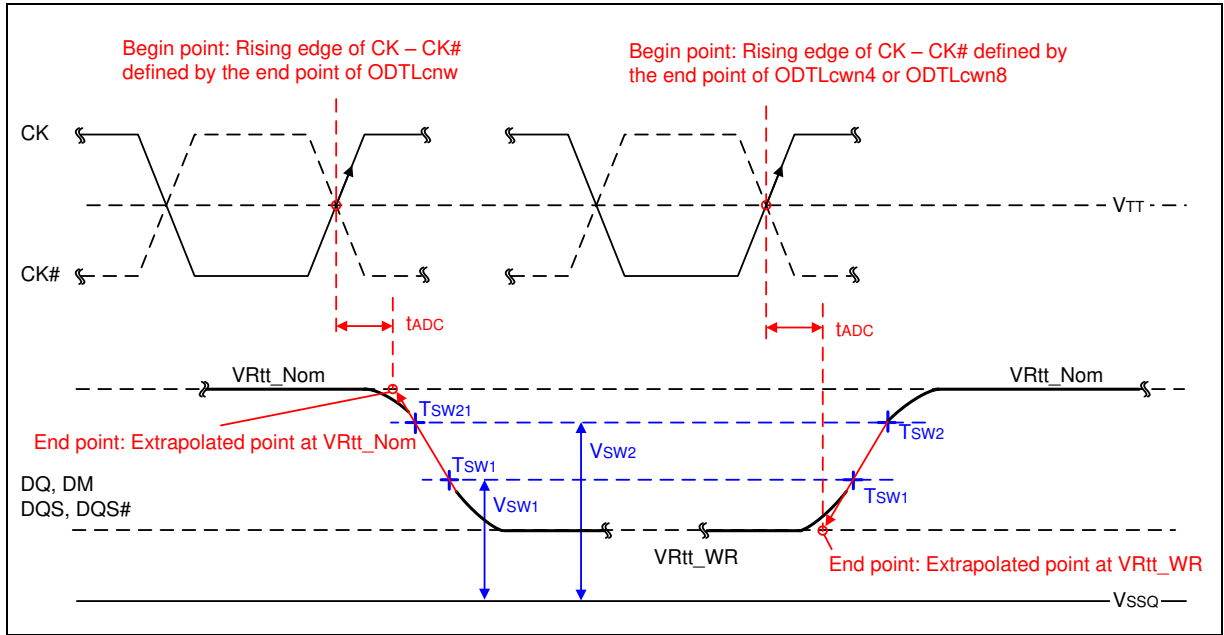 Begin point: Rising edge of CK – CK#
defined by the end point of ODTLcnw
Begin point: Rising edge of CK – CK# defined by
the end point of ODTLcwn4 or ODTLcwn8
CK
VTT
CK#
tADC
tADC
VRtt_Nom
VRtt_Nom
TSW21
End point: Extrapolated point at VRtt_Nom
TSW2
VSW2
TSW1
DQ, DM
DQS, DQS#
VSW1
TSW1
VRtt_WR
End point: Extrapolated point at VRtt_WR
VSSQ